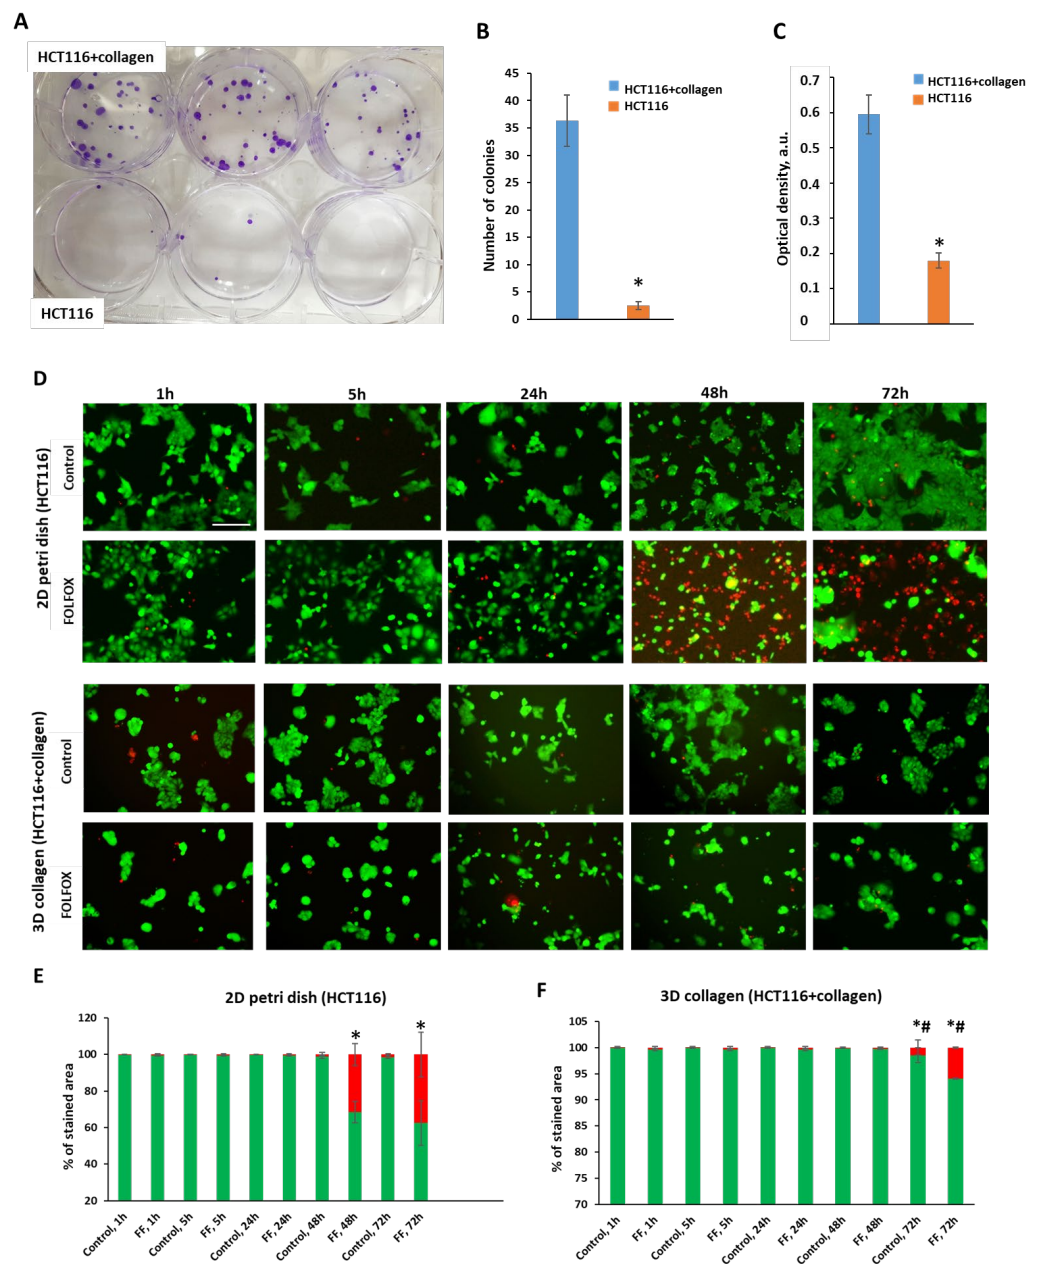 A
HCT116+collagen
HCT116
B
45
40
35
30
25
20
15
10
5
0
Number of colonies
HCT116+collagen
HCT116
*
C
0.7
0.6
0.5
0.4
0.3
0.2
0.1
0
Optical density, a.u.
HCT116+collagen
HCT116
*
D
1h 5h 24h 48h 72h
2D petri dish (HCT116)
Control
FOLFOX
3D collagen (HCT116+collagen)
Control
FOLFOX
E
2D petri dish (HCT116)
120
100
80
60
40
20
% of stained area
* *
Control, 1h
FF, 1h
Control, 5h
FF, 5h
Control, 24h
FF, 24h
Control, 48h
FF, 48h
Control, 72h
FF, 72h
F
3D collagen (HCT116+collagen)
105
100
95
90
85
80
75
70
% of stained area
*# *#
Control, 1h
FF, 1h
Control, 5h
FF, 5h
Control, 24h
FF, 24h
Control, 48h
FF, 48h
Control, 72h
FF, 72h